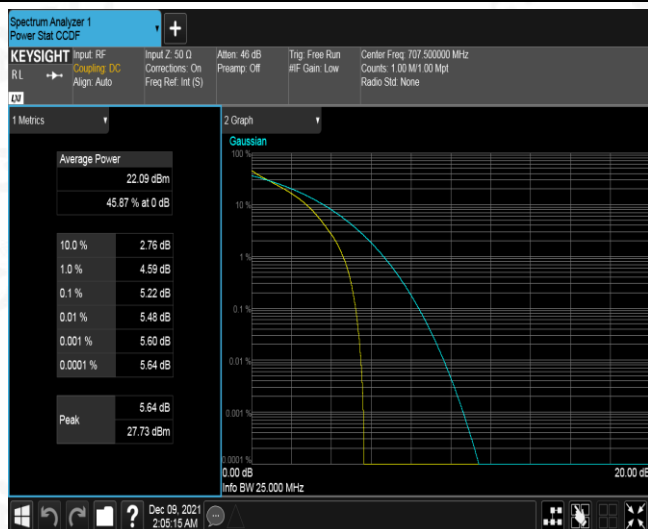 Spectrum Analyzer 1
Power Stat CCDF
+
KEYSIGHT
RL
LXI
Input: RF
Coupling: DC
Align: Auto
Input Z: 50 Ω
Corrections: On
Freq Ref: Int (S)
Atten: 46 dB
Preamp: Off
Trig: Free Run
#IF Gain: Low
Center Freq: 707.500000 MHz
Counts: 1.00 M/1.00 Mpt
Radio Std: None
1 Metrics
Average Power
22.09 dBm
45.87 % at 0 dB
10.0 % 2.76 dB
1.0 % 4.59 dB
0.1 % 5.22 dB
0.01 % 5.48 dB
0.001 % 5.60 dB
0.0001 % 5.64 dB
Peak
5.64 dB
27.73 dBm
2 Graph
Gaussian
100 %
10 %
1 %
0.1 %
0.01 %
0.001 %
0.0001 %
0.00 dB
20.00 dB
Info BW 25.000 MHz
?
Dec 09, 2021
2:05:15 AM